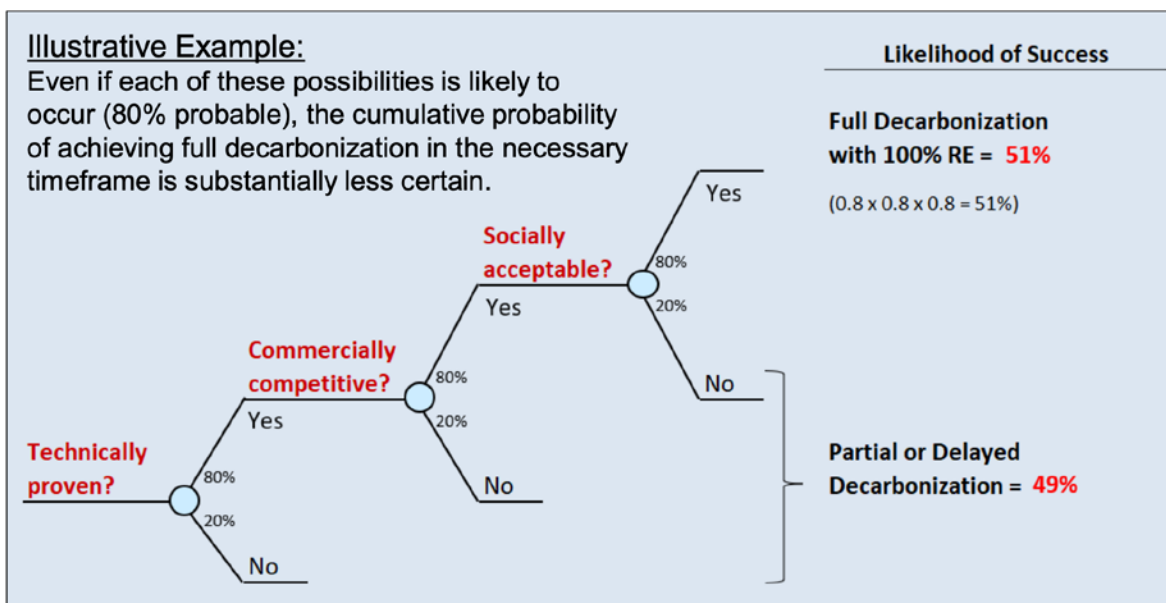 Illustrative Example:
Even if each of these possibilities is likely to
occur (80% probable), the cumulative probability
of achieving full decarbonization in the necessary
timeframe is substantially less certain.
Likelihood of Success
Full Decarbonization
with 100% RE = 51%
(0.8 x 0.8 x 0.8 = 51%)
Yes
Socially
acceptable?
80%
20%
Yes
No
Commercially
competitive?
80%
20%
Yes
No
Technically
proven?
80%
20%
No
Partial or Delayed
Decarbonization = 49%